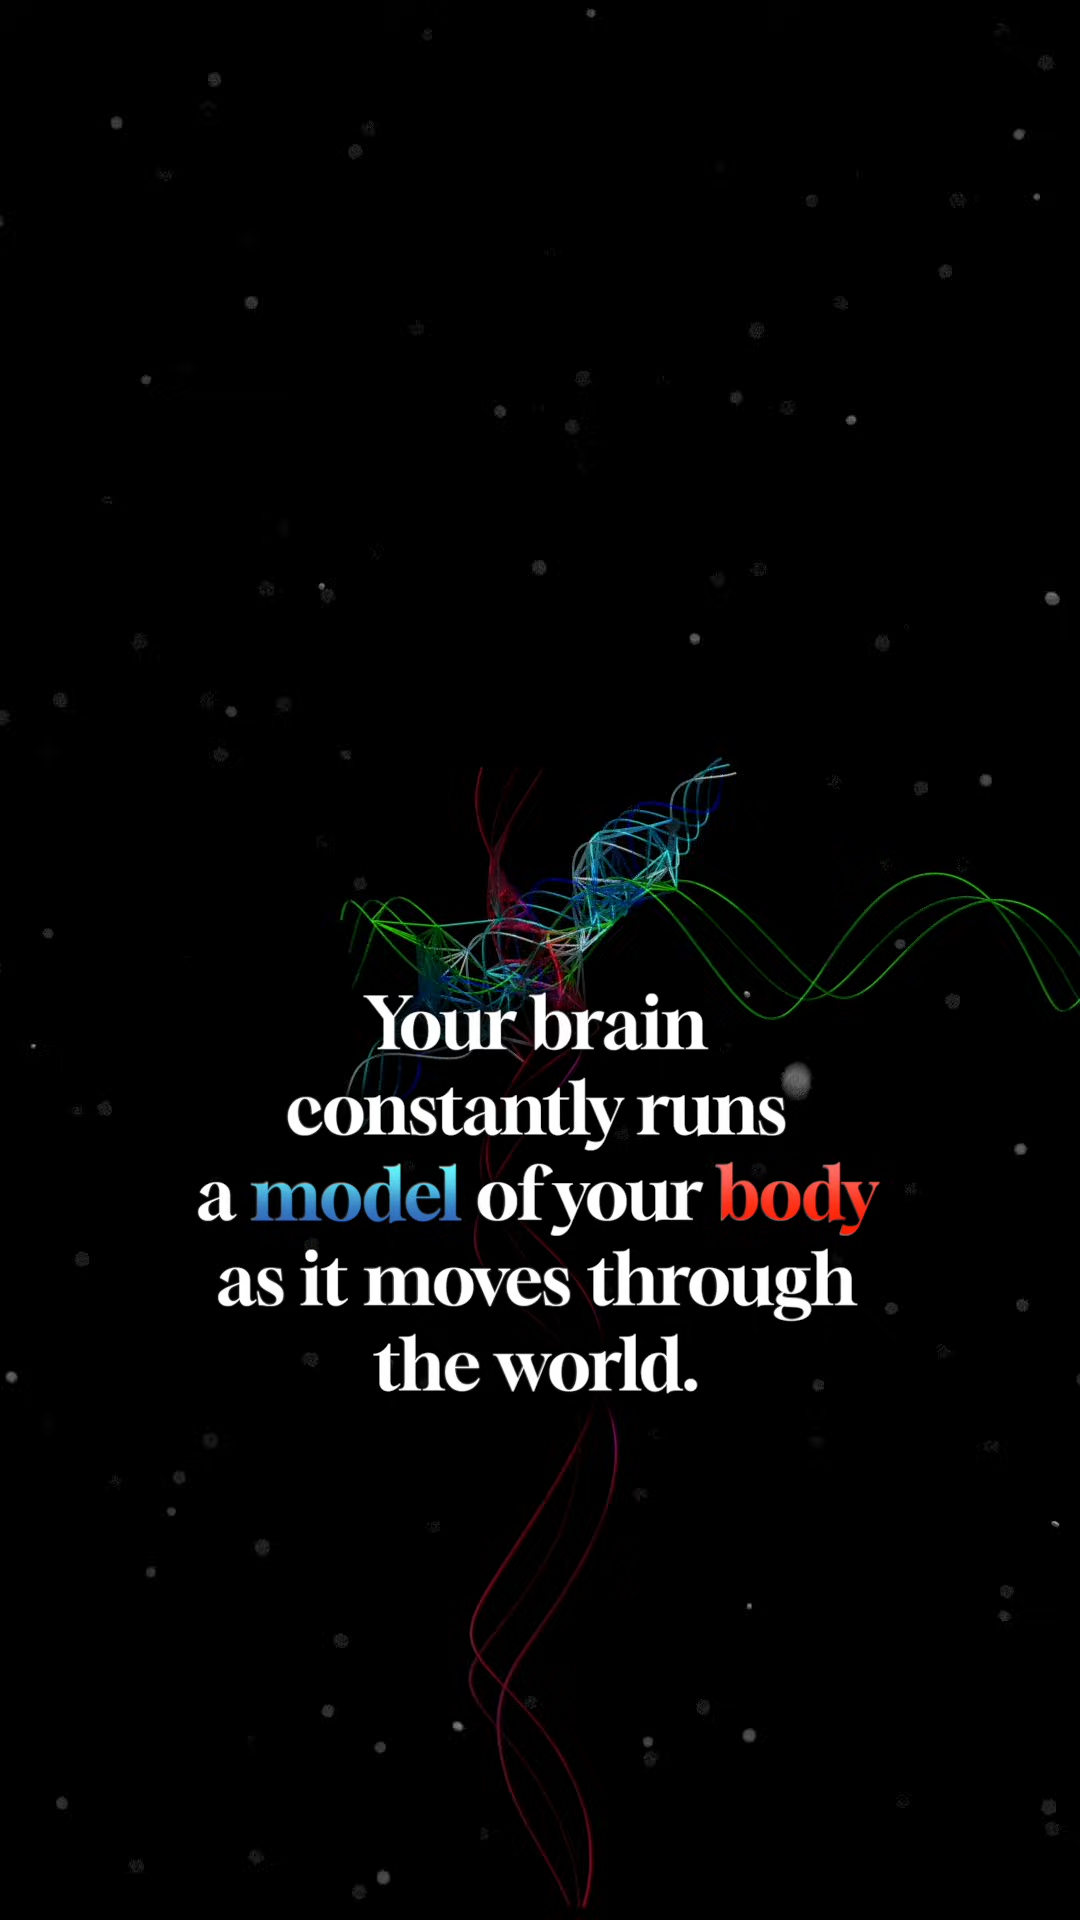 Your brain
constantly runs
a model of your body
as it moves through
the world.